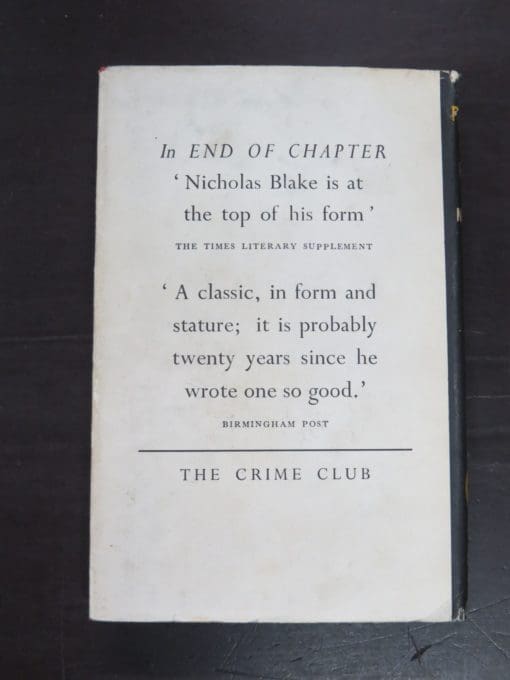 In END OF CHAPTER
‘ Nicholas Blake is at
the top of his form ’
THE TIMES LITERARY SUPPLEMENT
‘ A classic, in form and
stature; it is probably
twenty years since he
wrote one so good.’
BIRMINGHAM POST
THE CRIME CLUB